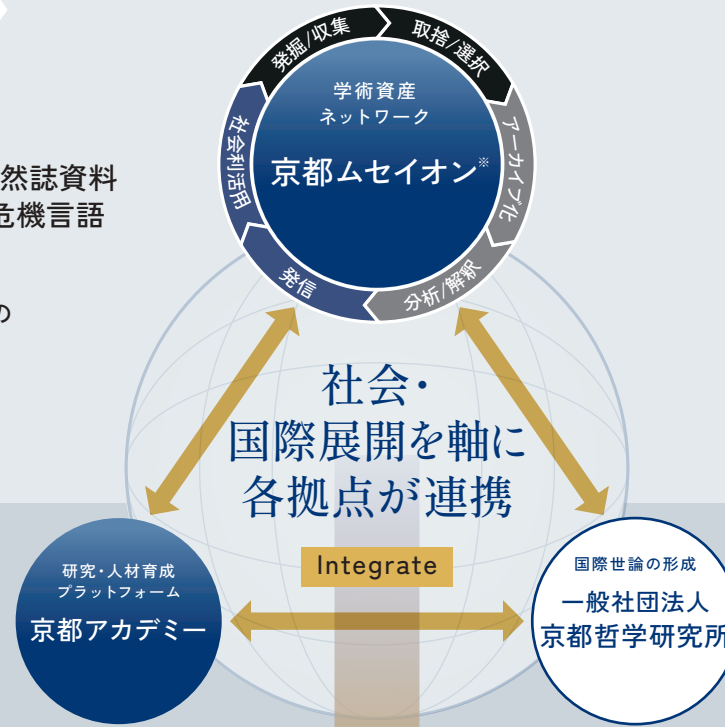 発掘/収集
取捨/選択
アーカイブ化
分析/解釈
発信
社会利活用
学術資産
ネットワーク
京都ムセイオン※
然誌資料
危機言語
の
社会・
国際展開を軸に
各拠点が連携
Integrate
研究・人材育成
プラットフォーム
京都アカデミー
国際世論の形成
一般社団法人
京都哲学研究所